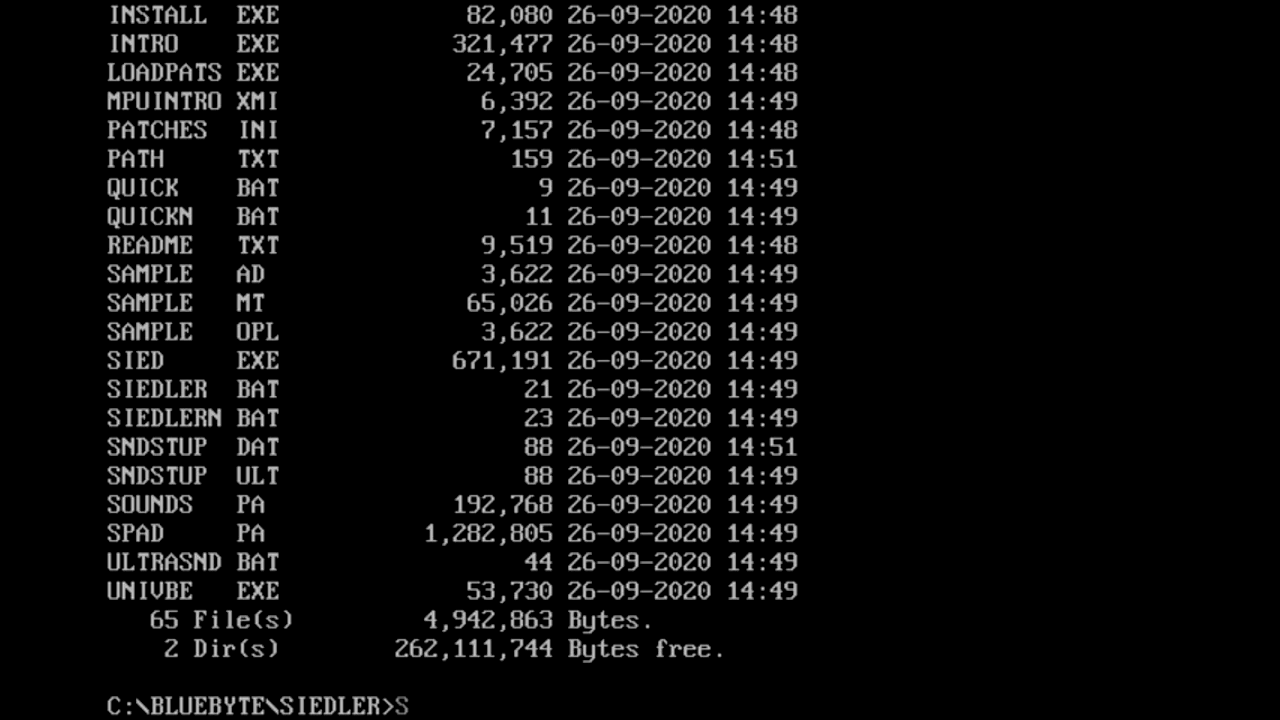 INSTALL  EXE             82,080 26-09-2020 14:48
INTRO    EXE            321,477 26-09-2020 14:48
LOADPATS EXE             24,705 26-09-2020 14:48
MPUINTRO XMI              6,392 26-09-2020 14:49
PATCHES  INI              7,157 26-09-2020 14:48
PATH     TXT                159 26-09-2020 14:51
QUICK    BAT                  9 26-09-2020 14:49
QUICKN   BAT                 11 26-09-2020 14:49
README   TXT              9,519 26-09-2020 14:48
SAMPLE   AD               3,622 26-09-2020 14:49
SAMPLE   MT              65,026 26-09-2020 14:49
SAMPLE   OPL              3,622 26-09-2020 14:49
SIED     EXE            671,191 26-09-2020 14:49
SIEDLER  BAT                 21 26-09-2020 14:49
SIEDLERN BAT                 23 26-09-2020 14:49
SNDSTUP  DAT                 88 26-09-2020 14:51
SNDSTUP  ULT                 88 26-09-2020 14:49
SOUNDS   PA             192,768 26-09-2020 14:49
SPAD     PA           1,282,805 26-09-2020 14:49
ULTRASND BAT                 44 26-09-2020 14:49
UNIVBE   EXE             53,730 26-09-2020 14:49
   65 File(s)         4,942,863 Bytes.
    2 Dir(s)        262,111,744 Bytes free.
C:\BLUEBYTE\SIEDLER>S